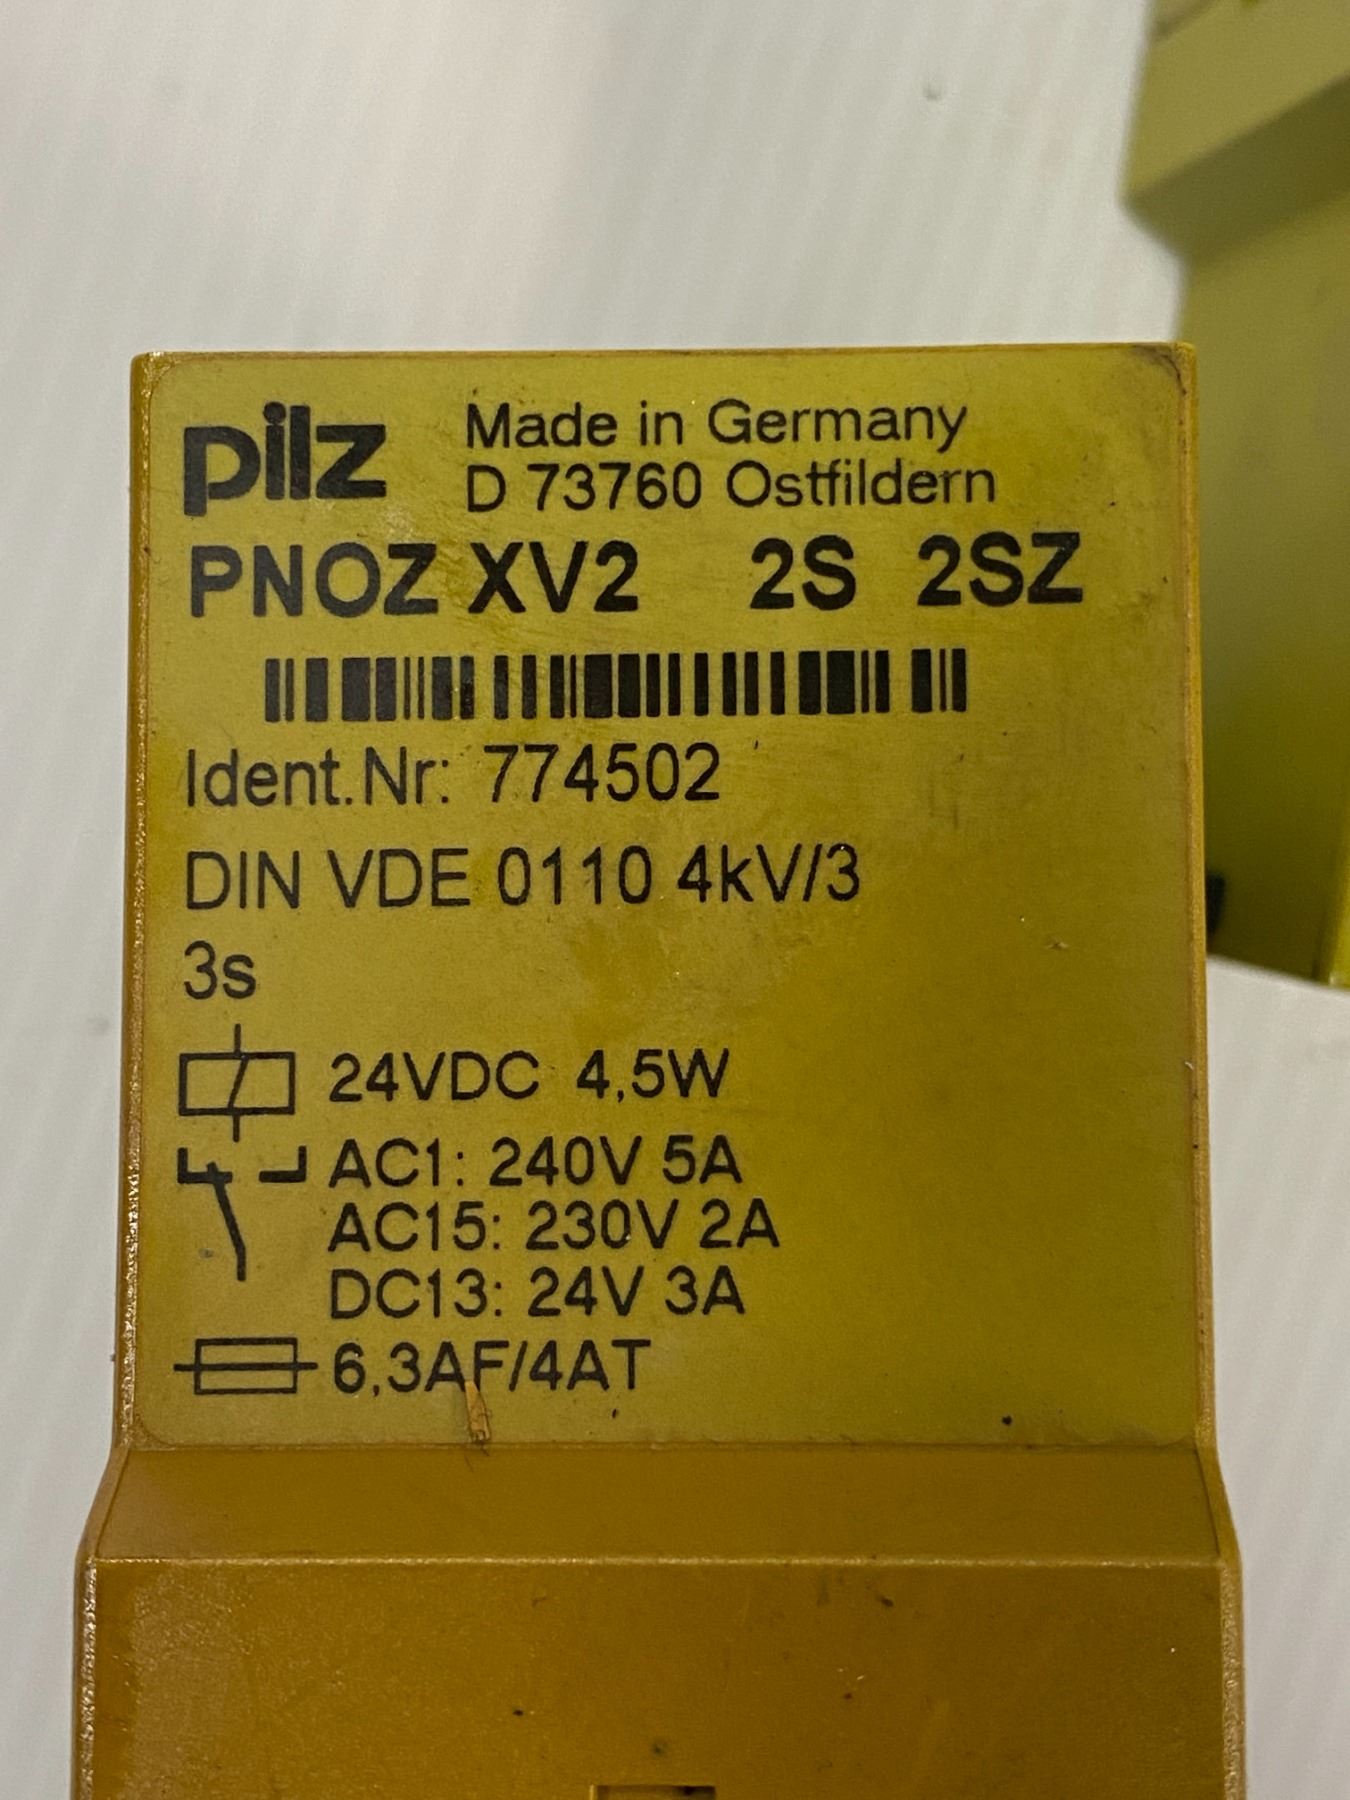 pilz
Made in Germany
D 73760 Ostfildern
PNOZ XV2 2S 2SZ
Ident.Nr: 774502
DIN VDE 0110 4kV/3
3s
24VDC 4,5W
AC1: 240V 5A
AC15: 230V 2A
DC13: 24V 3A
6,3AF/4AT